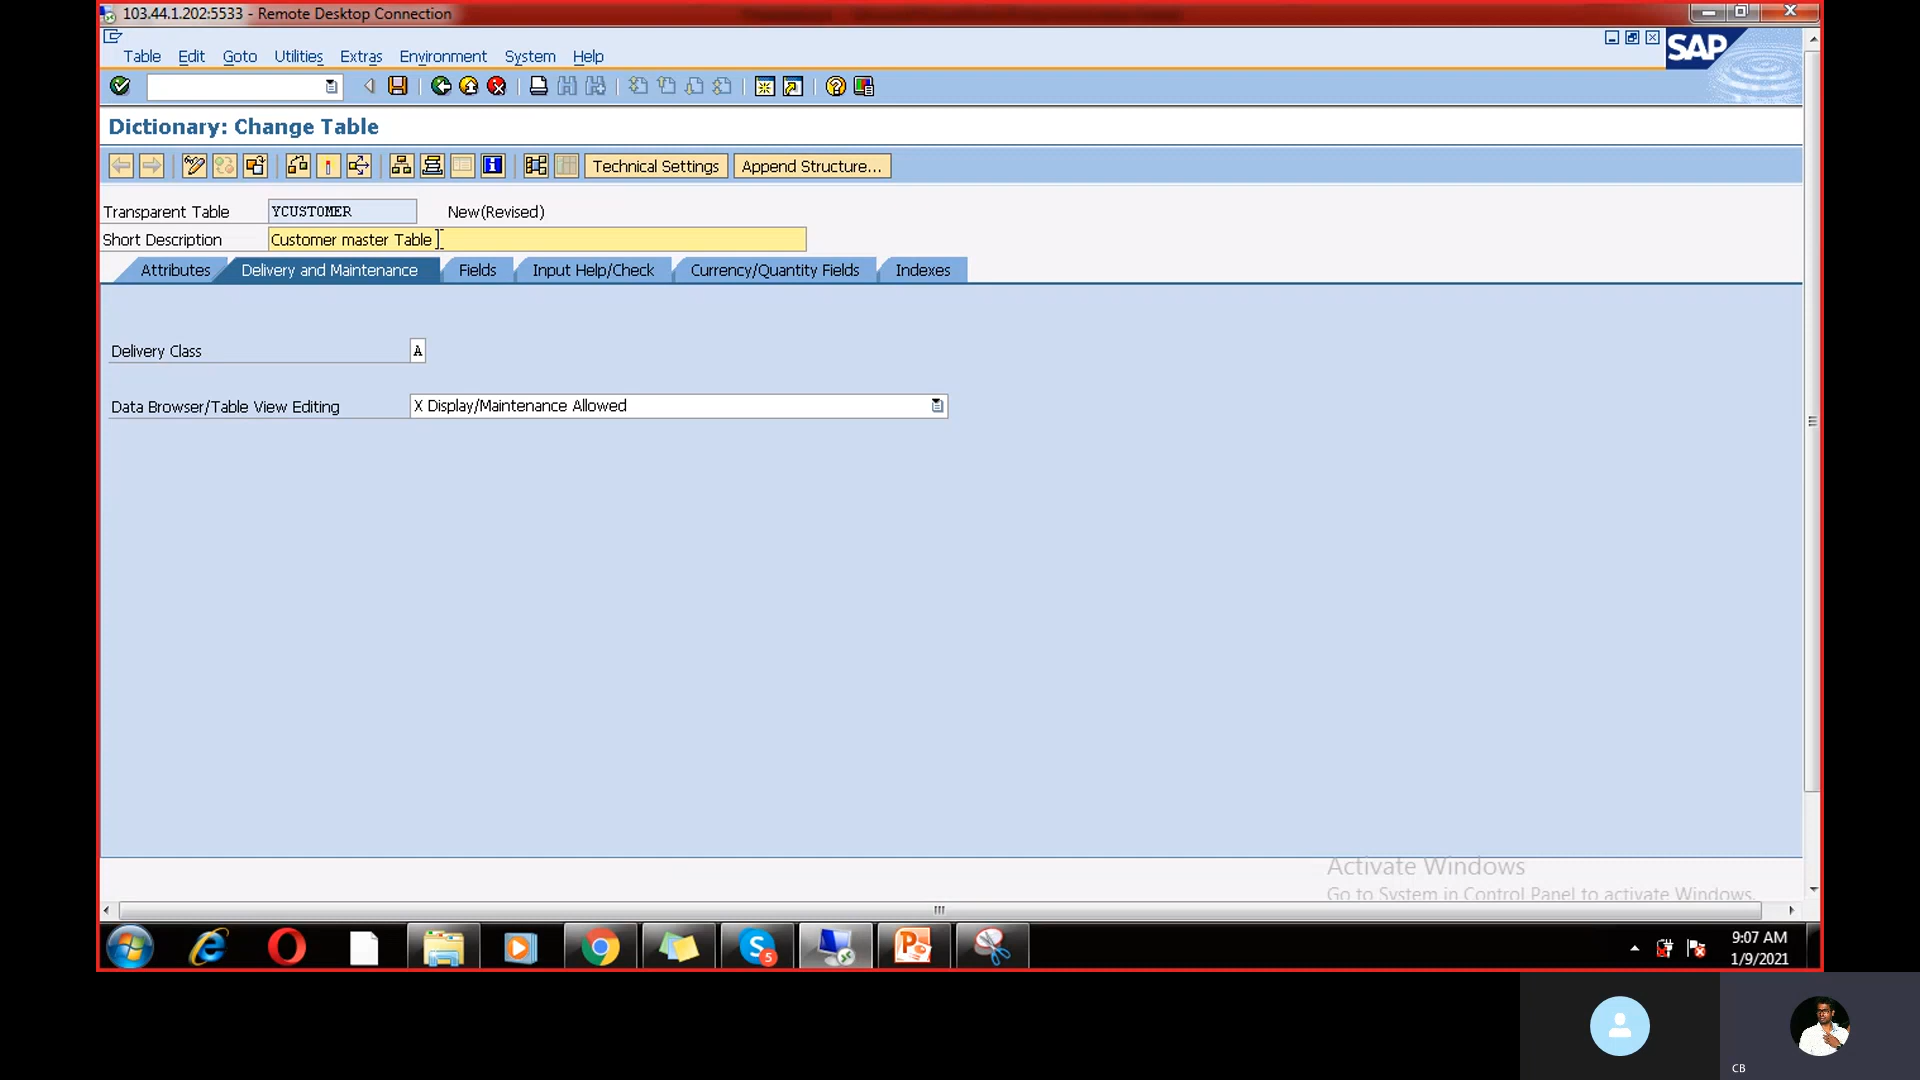 103.44.1.202:5533 - Remote Desktop Connection
Table Edit Goto Utilities Extras Environment System Help
SAP
Dictionary: Change Table
Technical Settings Append Structure...
Transparent Table YCUSTOMER New(Revised)
Short Description Customer master Table
Attributes Delivery and Maintenance Fields Input Help/Check Currency/Quantity Fields Indexes
Delivery Class A
Data Browser/Table View Editing X Display/Maintenance Allowed
Activate Windows
Go to System in Control Panel to activate Windows.
S 5
9:07 AM
1/9/2021
CB